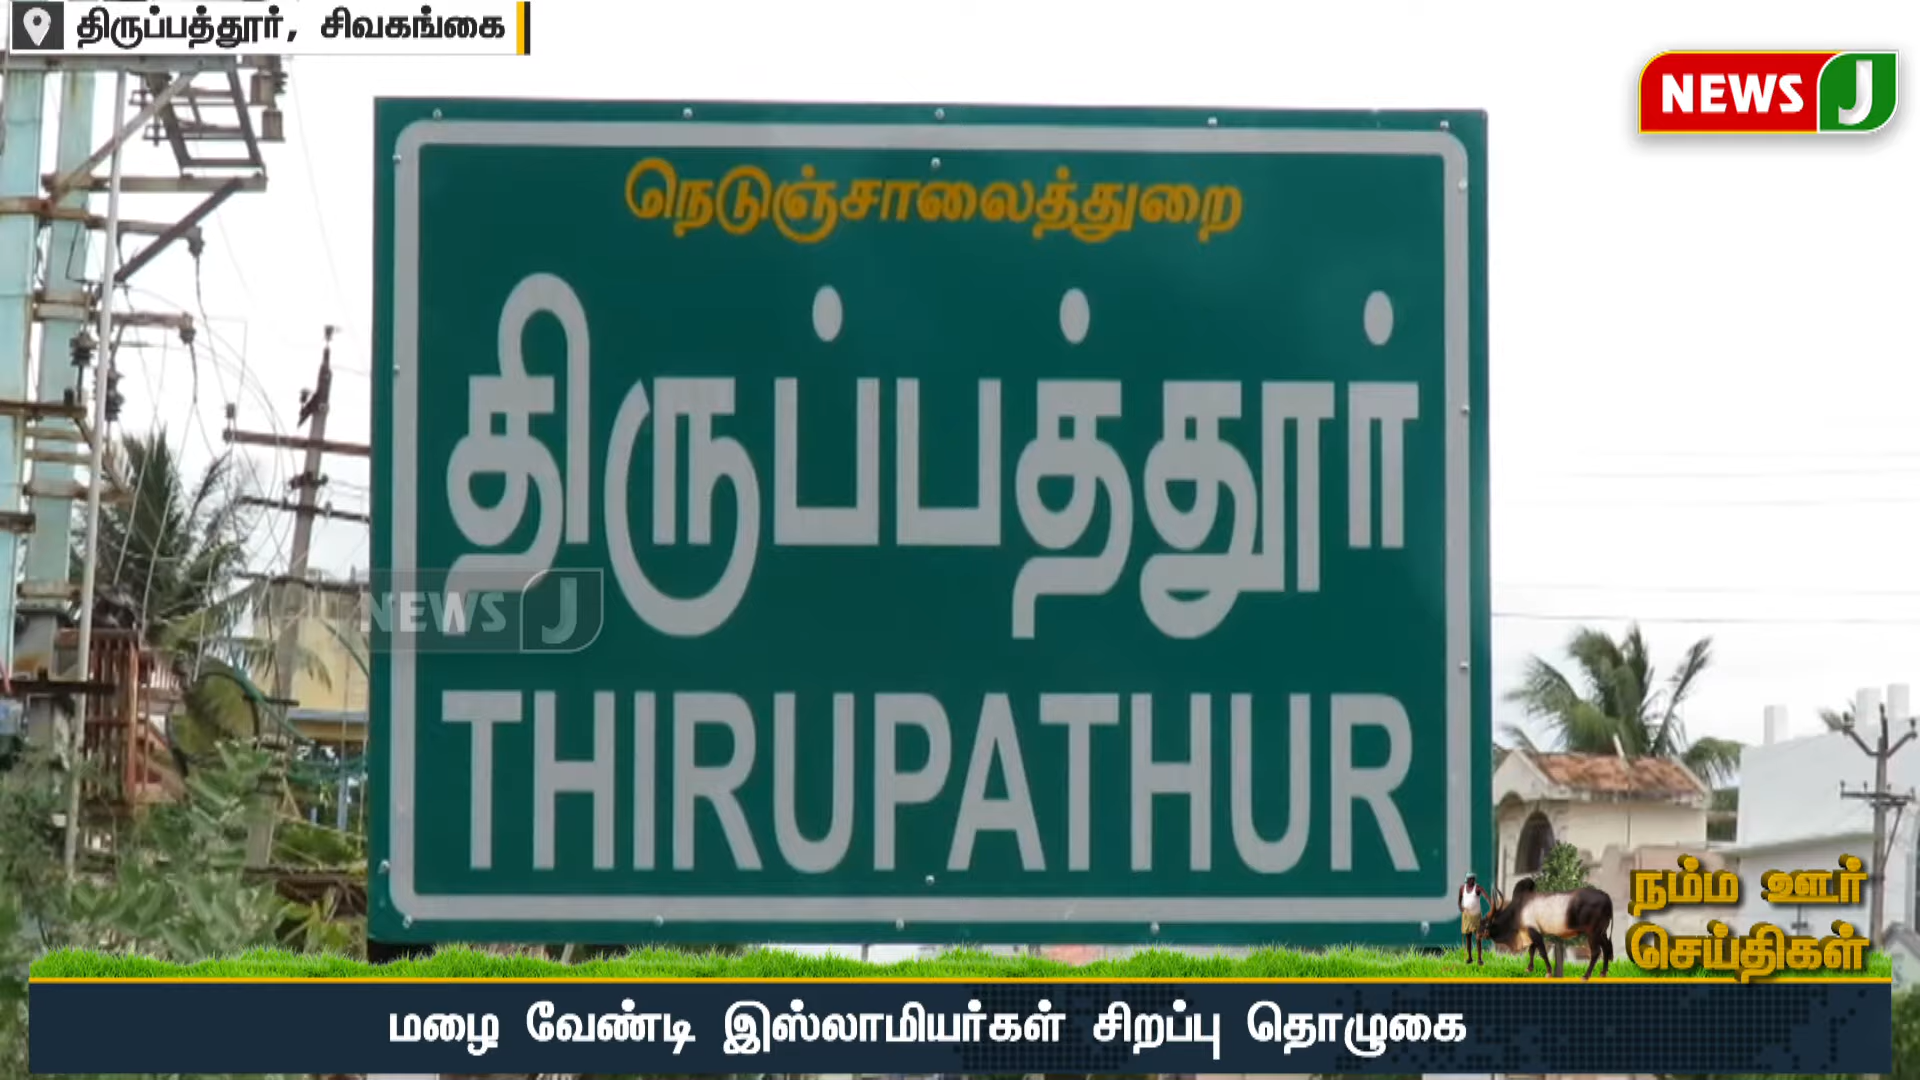 திருப்பத்தூர், சிவகங்கை
NEWS J
நெடுஞ்சாலைத்துறை
திருப்பத்தூர்
NEWS J
THIRUPATHUR
நம்ம ஊர்
செய்திகள்
மழை வேண்டி இஸ்லாமியர்கள் சிறப்பு தொழுகை